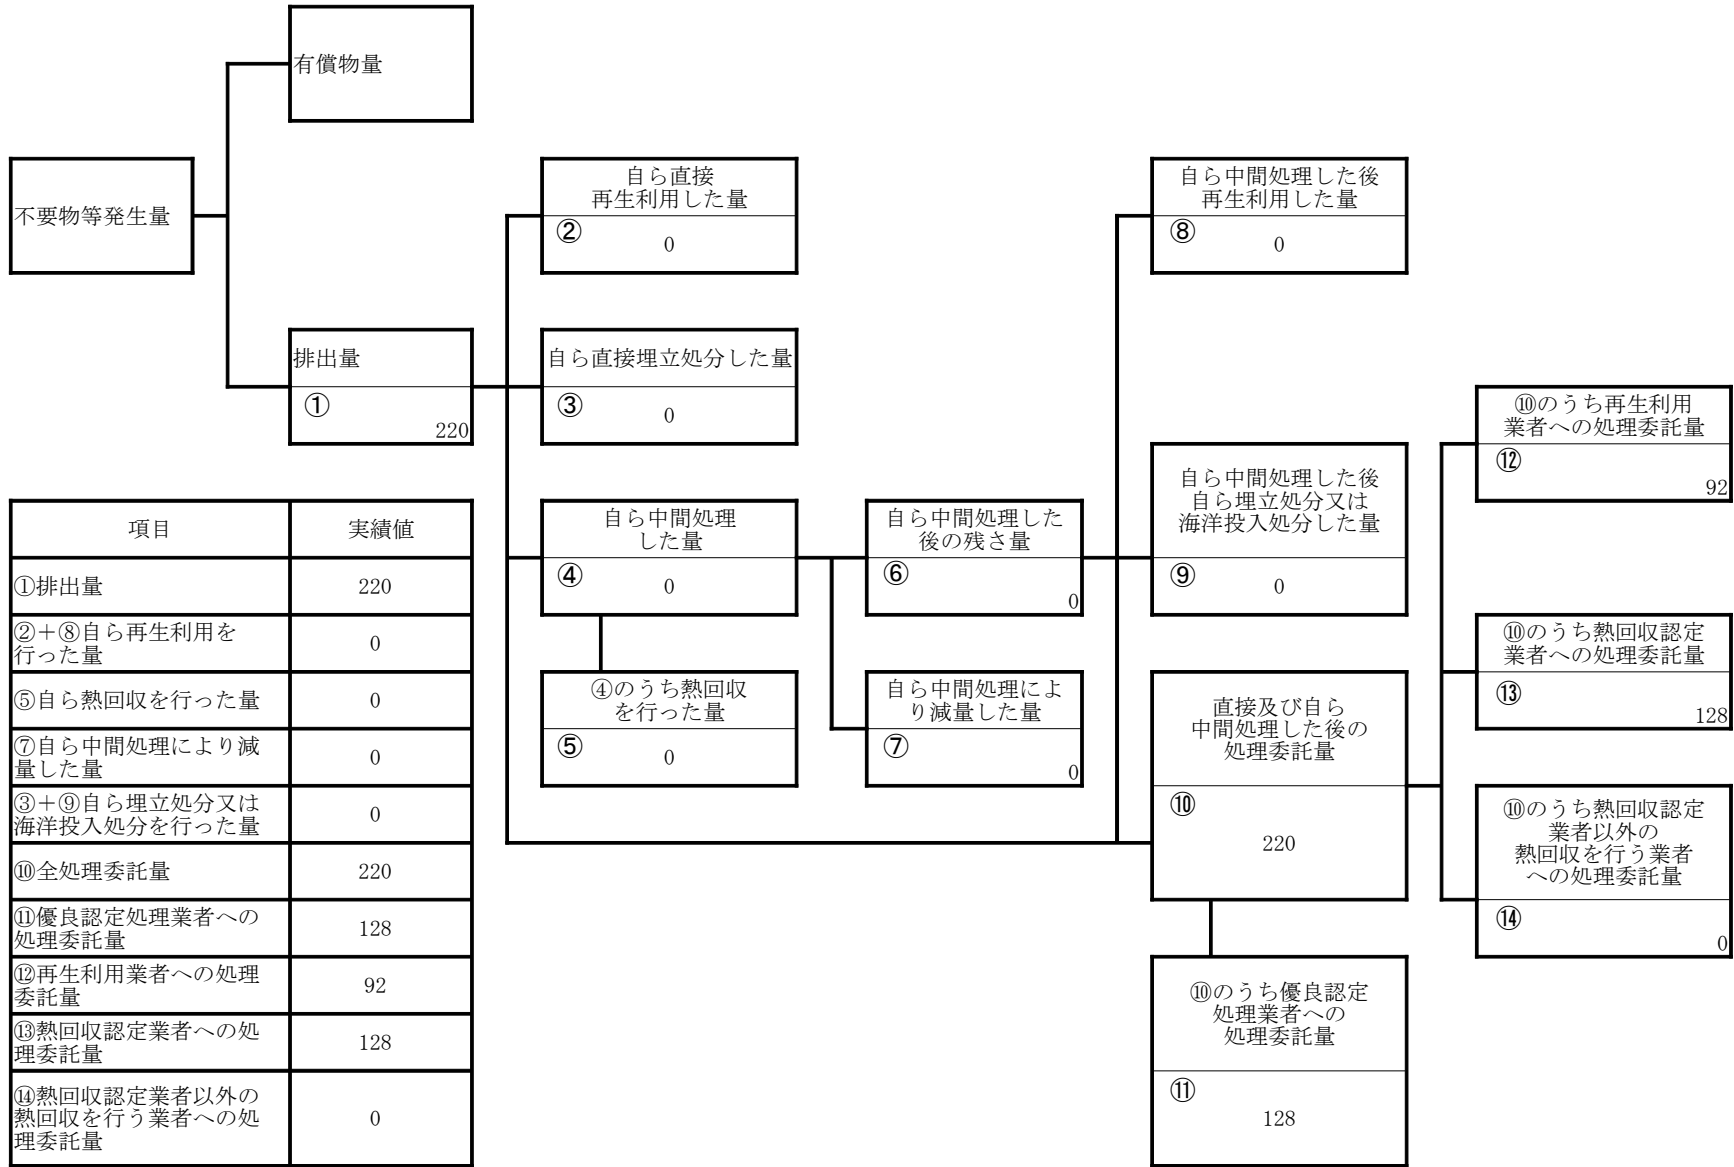 有償物量
不要物等発生量
自ら直接
再生利用した量
②
0
自ら中間処理した後
再生利用した量
⑧
0
排出量
①
220
自ら直接埋立処分した量
③
0
⑩のうち再生利用
業者への処理委託量
⑫
92
自ら中間処理した後
自ら埋立処分又は
海洋投入処分した量
⑨
0
自ら中間処理
した量
④
0
自ら中間処理した
後の残さ量
⑥
0
⑩のうち熱回収認定
業者への処理委託量
⑬
128
④のうち熱回収
を行った量
⑤
0
自ら中間処理によ
り減量した量
⑦
0
直接及び自ら
中間処理した後の
処理委託量
⑩
220
⑩のうち熱回収認定
業者以外の
熱回収を行う業者
への処理委託量
⑭
0
⑩のうち優良認定
処理業者への
処理委託量
⑪
128
項目 実績値
①排出量 220
②+⑧自ら再生利用を
行った量 0
⑤自ら熱回収を行った量 0
⑦自ら中間処理により減
量した量 0
③+⑨自ら埋立処分又は
海洋投入処分を行った量 0
⑩全処理委託量 220
⑪優良認定処理業者への
処理委託量 128
⑫再生利用業者への処理
委託量 92
⑬熱回収認定業者への処
理委託量 128
⑭熱回収認定業者以外の
熱回収を行う業者への処
理委託量 0